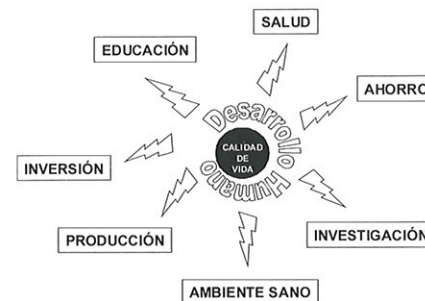 SALUD
EDUCACIÓN
AHORRO
Desarrollo Humano
CALIDAD
DE
VIDA
INVERSIÓN
PRODUCCIÓN
INVESTIGACIÓN
AMBIENTE SANO